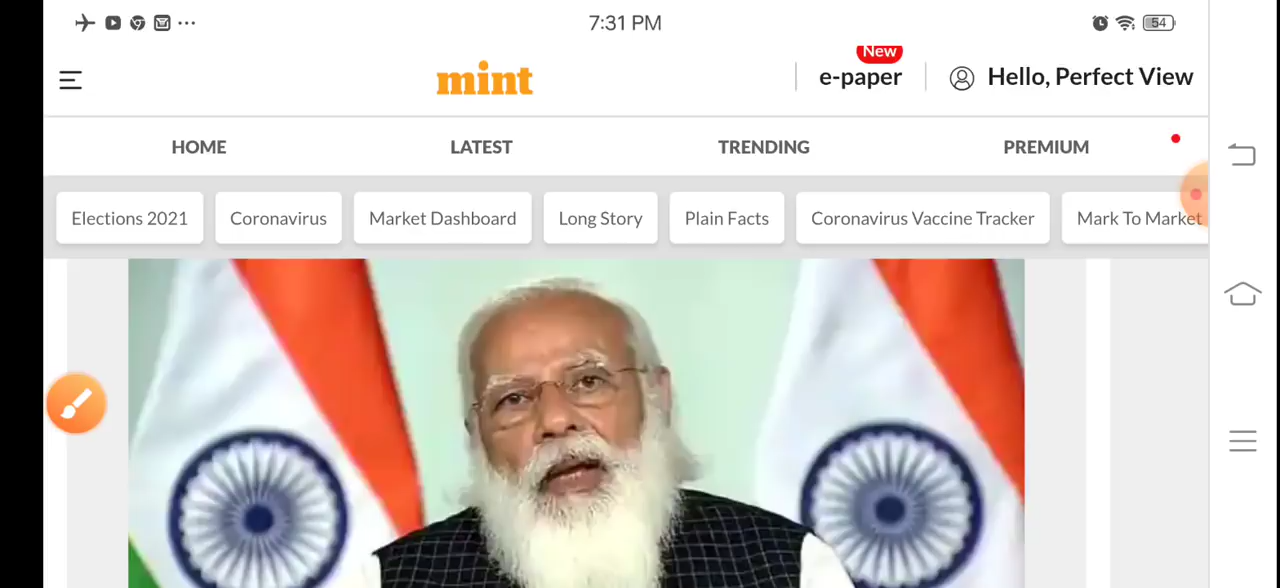 7:31 PM 54
mint New e-paper Hello, Perfect View
HOME LATEST TRENDING PREMIUM
Elections 2021 Coronavirus Market Dashboard Long Story Plain Facts Coronavirus Vaccine Tracker Mark To Market